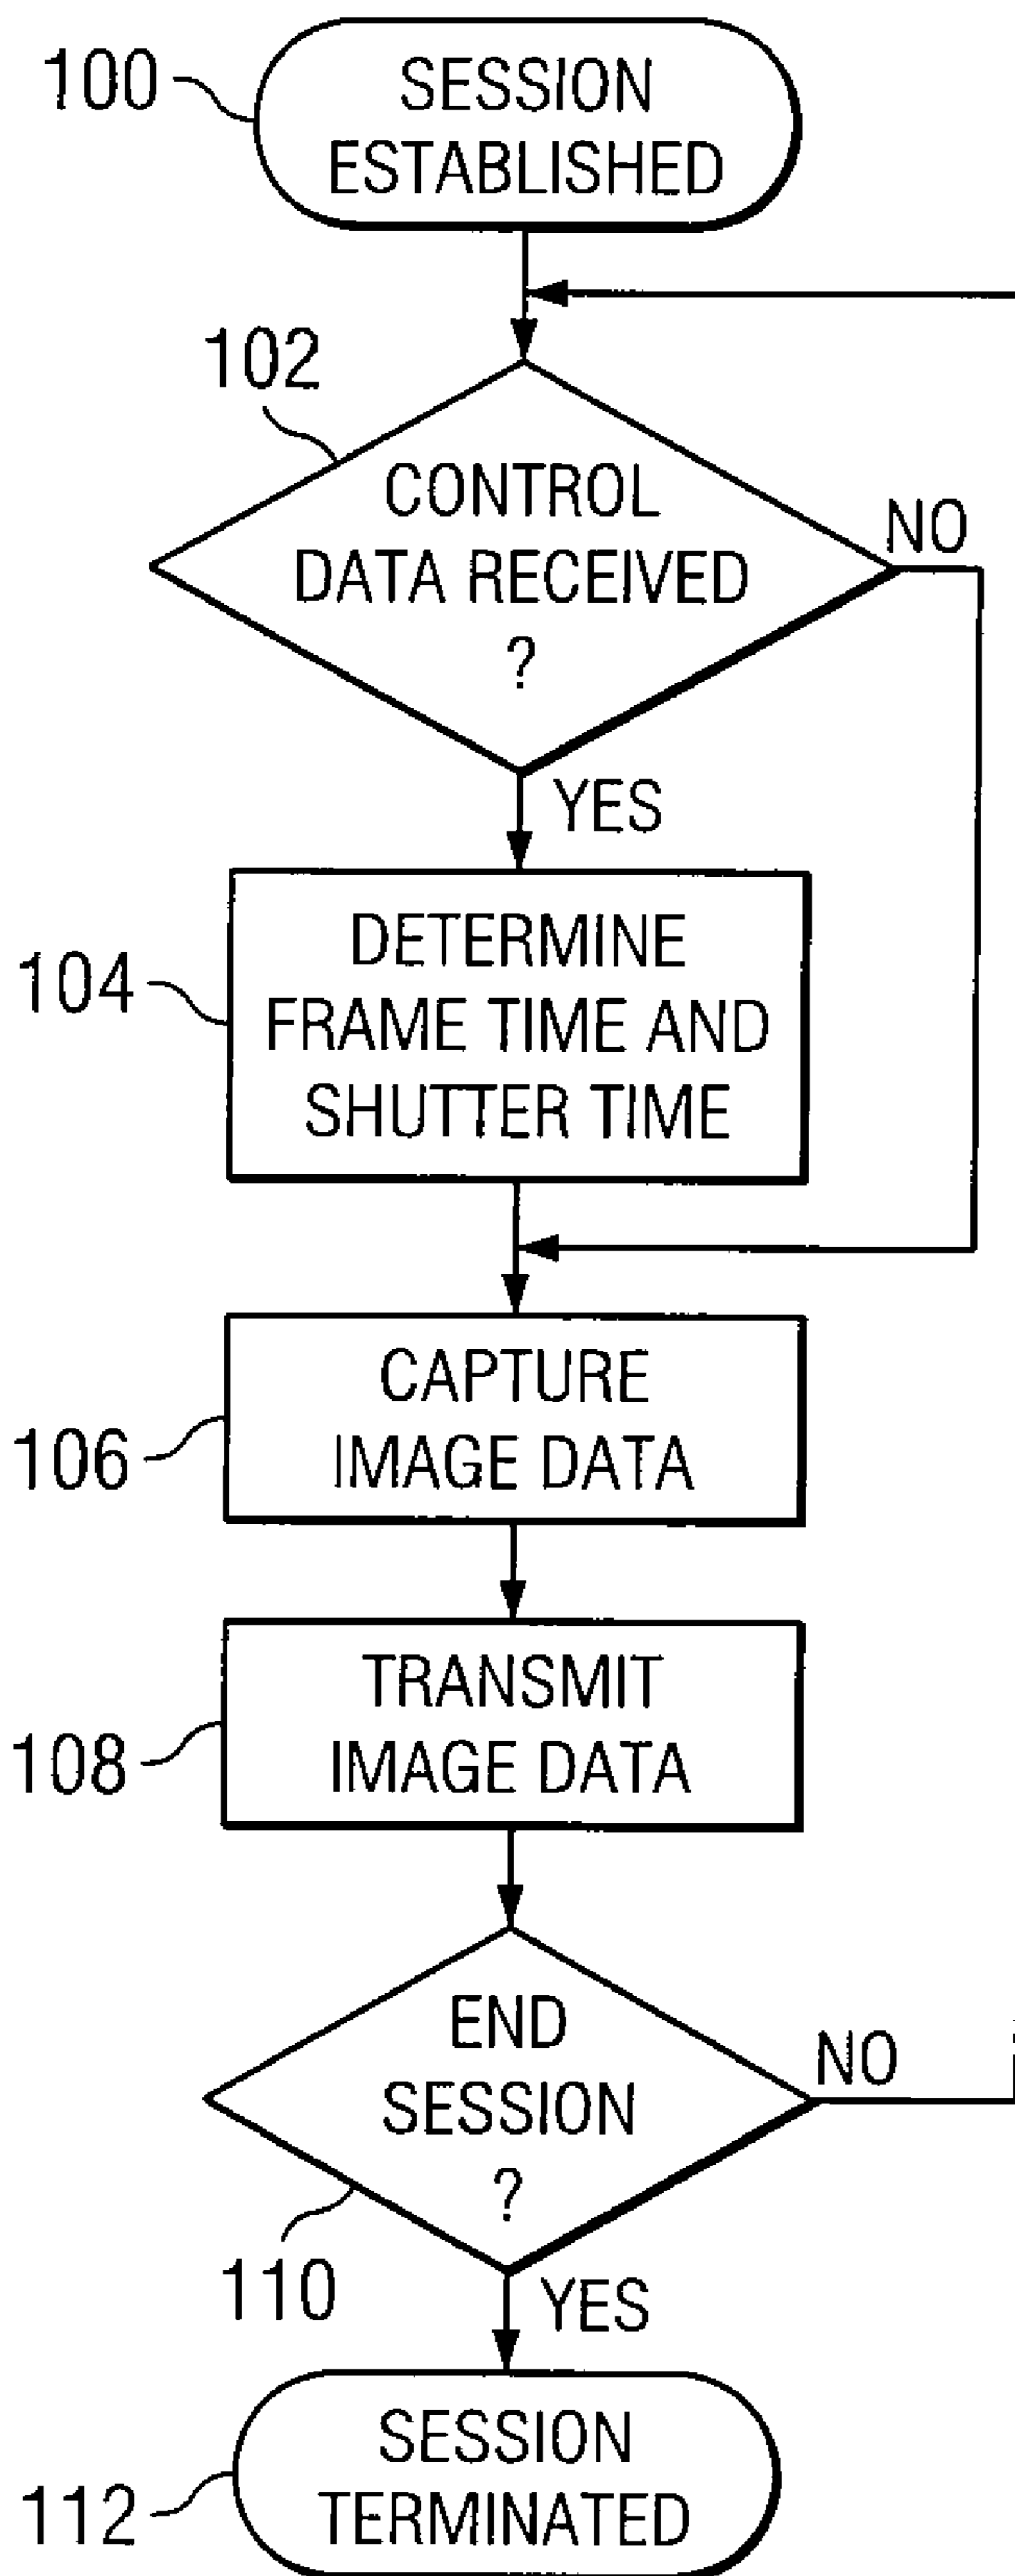 100
SESSION
ESTABLISHED
102
CONTROL
DATA RECEIVED
?
NO
YES
104
DETERMINE
FRAME TIME AND
SHUTTER TIME
106
CAPTURE
IMAGE DATA
108
TRANSMIT
IMAGE DATA
END
SESSION
?
NO
110
YES
112
SESSION
TERMINATED